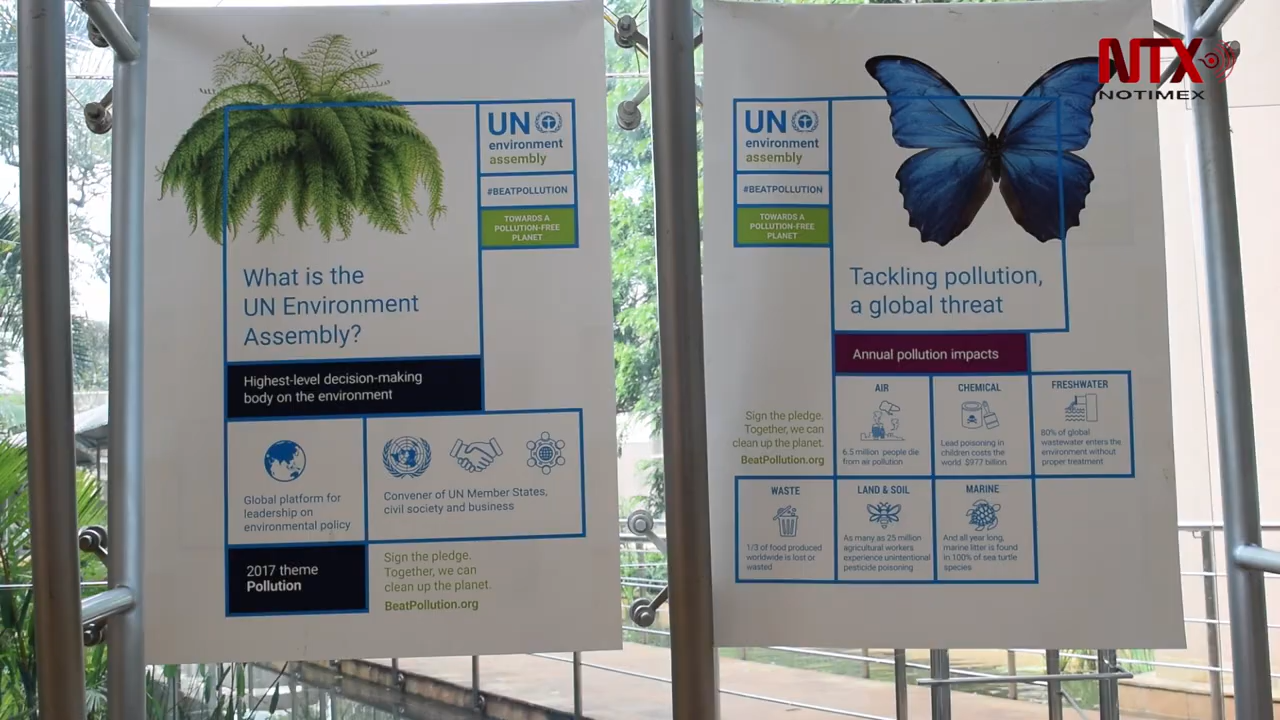 UN
environment
assembly
#BEATPOLLUTION
TOWARDS A
POLLUTION-FREE
PLANET
What is the
UN Environment
Assembly?
Highest-level decision-making
body on the environment
Global platform for
leadership on
environmental policy
Convener of UN Member States,
civil society and business
2017 theme
Pollution
Sign the pledge.
Together, we can
clean up the planet.
BeatPollution.org
NTX
NOTIMEX
UN
environment
assembly
#BEATPOLLUTION
TOWARDS A
POLLUTION-FREE
PLANET
Tackling pollution,
a global threat
Annual pollution impacts
Sign the pledge.
Together, we can
clean up the planet.
BeatPollution.org
AIR
6.5 million people die
from air pollution
CHEMICAL
Lead poisoning in
children costs the
world $977 billion
FRESHWATER
80% of global
wastewater enters the
environment without
proper treatment
WASTE
1/3 of food produced
worldwide is lost or
wasted
LAND & SOIL
As many as 25 million
agricultural workers
experience unintentional
pesticide poisoning
MARINE
And all year long,
marine litter is found
in 100% of sea turtle
species